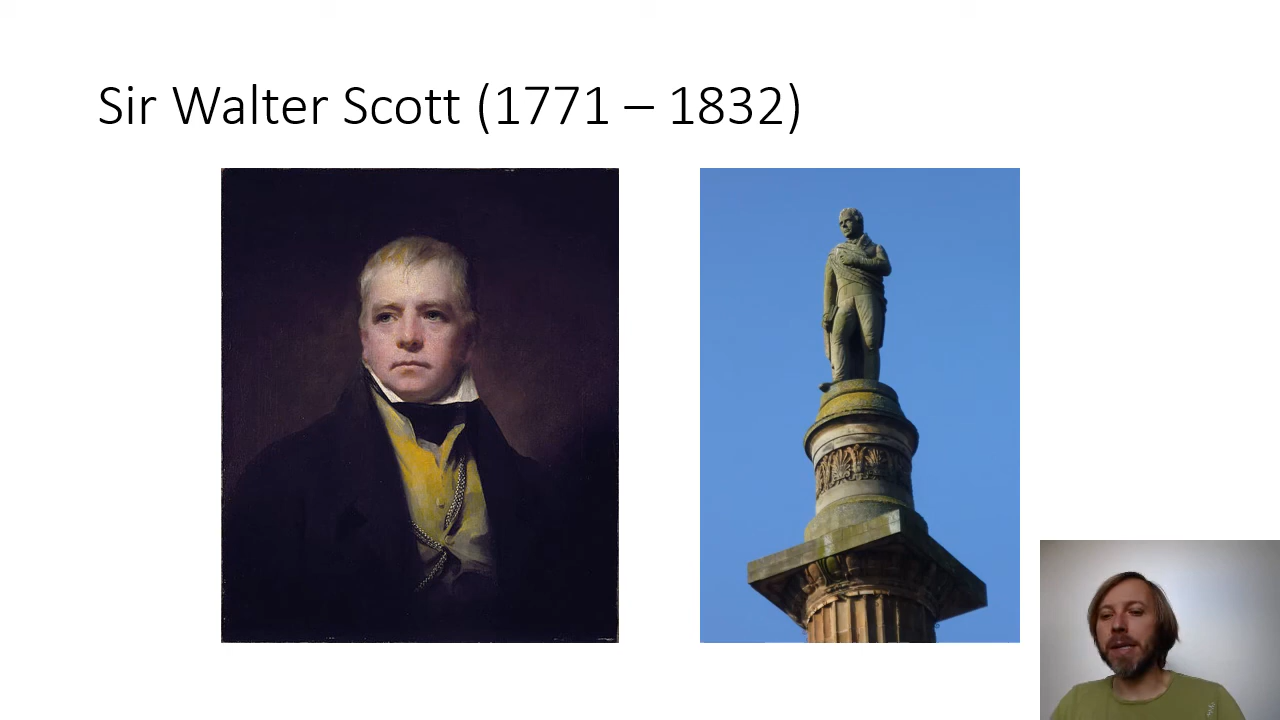 Sir Walter Scott (1771 – 1832)